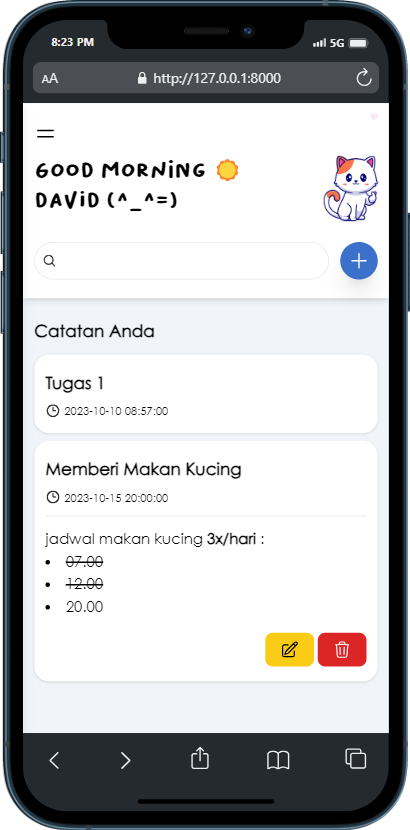 8:23 PM 5G
AA http://127.0.0.1:8000
GOOD MORNiNG
DAViD (^_^=)
Catatan Anda
Tugas 1
2023-10-10 08:57:00
Memberi Makan Kucing
2023-10-15 20:00:00
jadwal makan kucing 3x/hari :
• 07.00
• 12.00
• 20.00